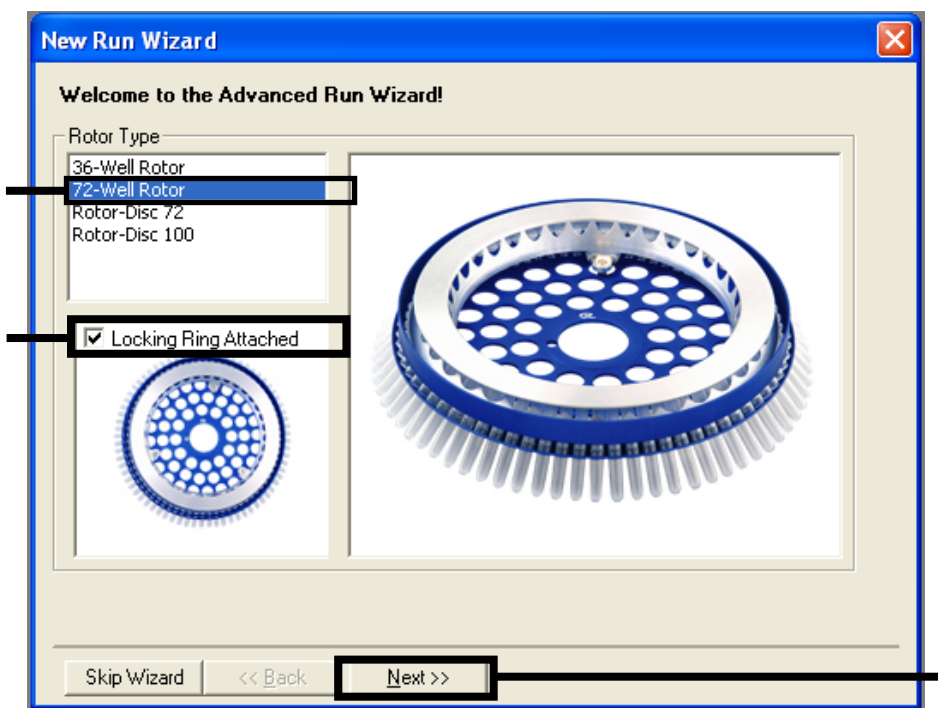 New Run Wizard
Welcome to the Advanced Run Wizard!
Rotor Type
36-Well Rotor
72-Well Rotor
Rotor-Disc 72
Rotor-Disc 100
Locking Ring Attached
Skip Wizard
<< Back
Next >>